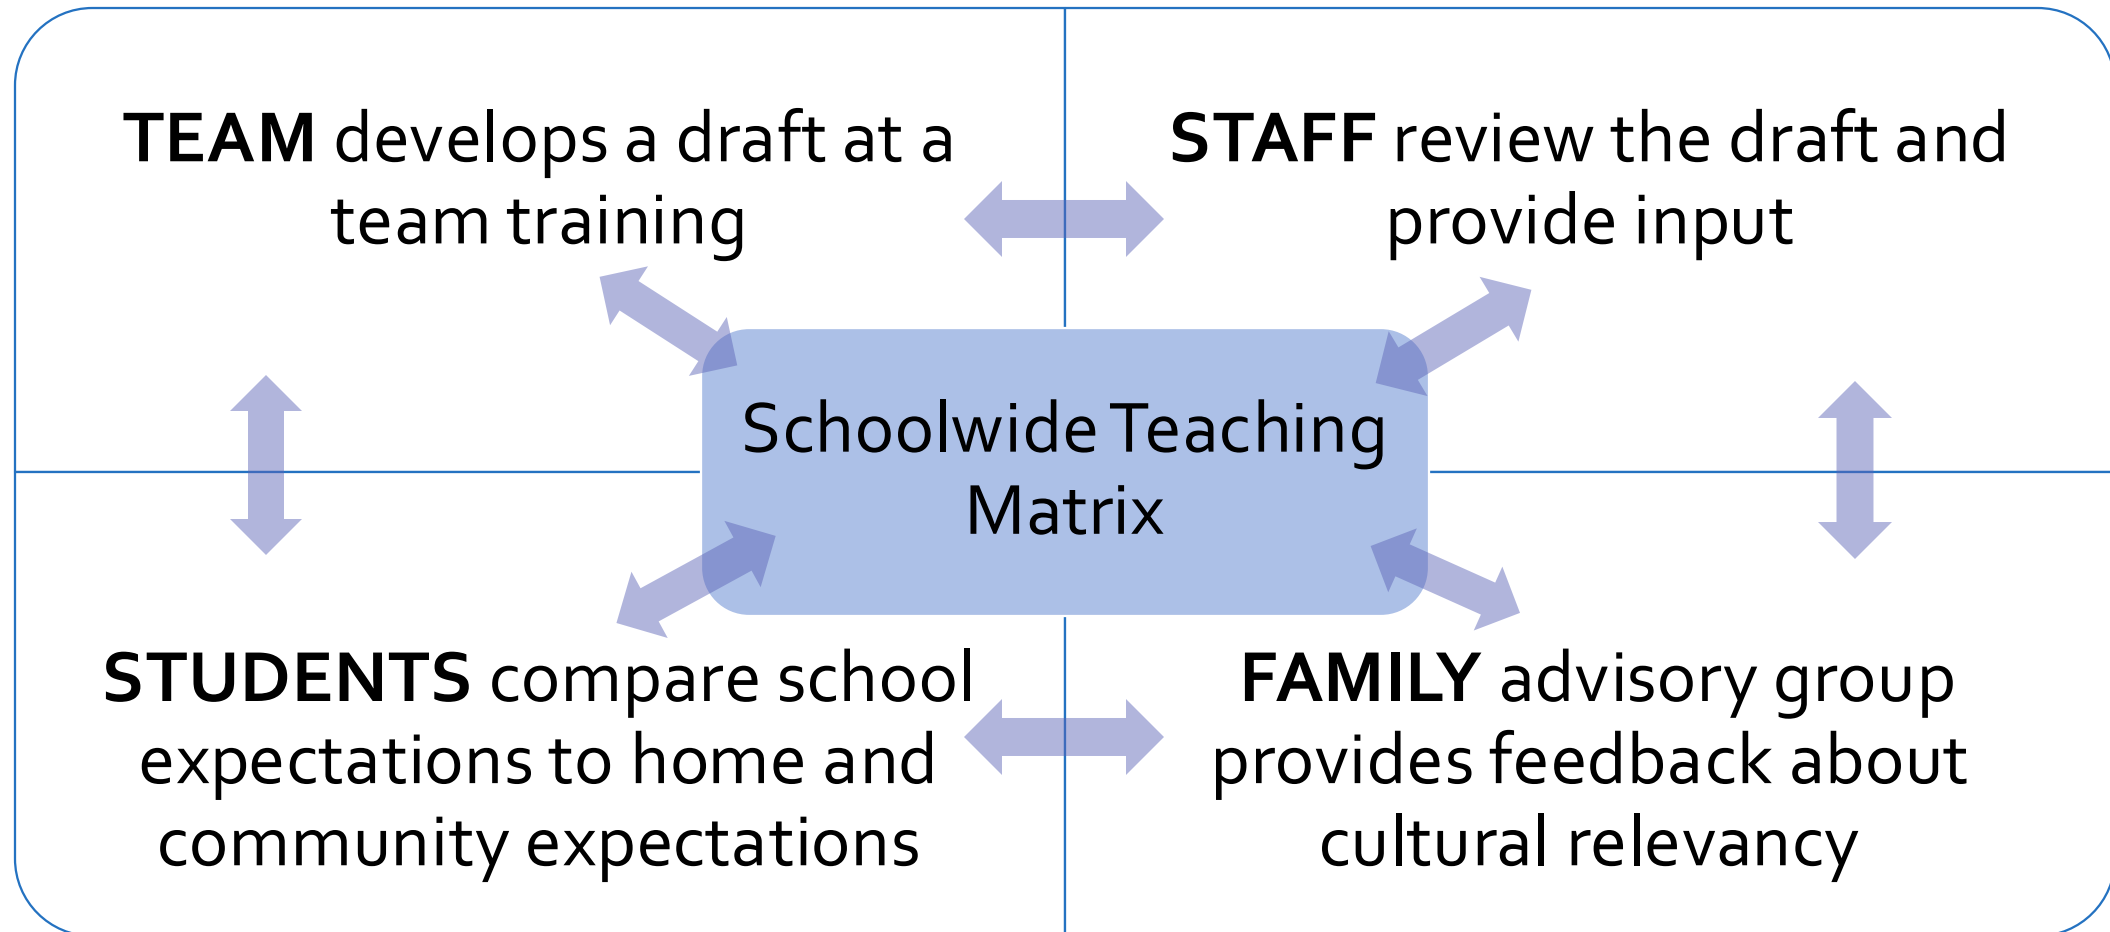 TEAM develops a draft at a
team training
STAFF review the draft and
provide input
Schoolwide Teaching
Matrix
STUDENTS compare school
expectations to home and
community expectations
FAMILY advisory group
provides feedback about
cultural relevancy